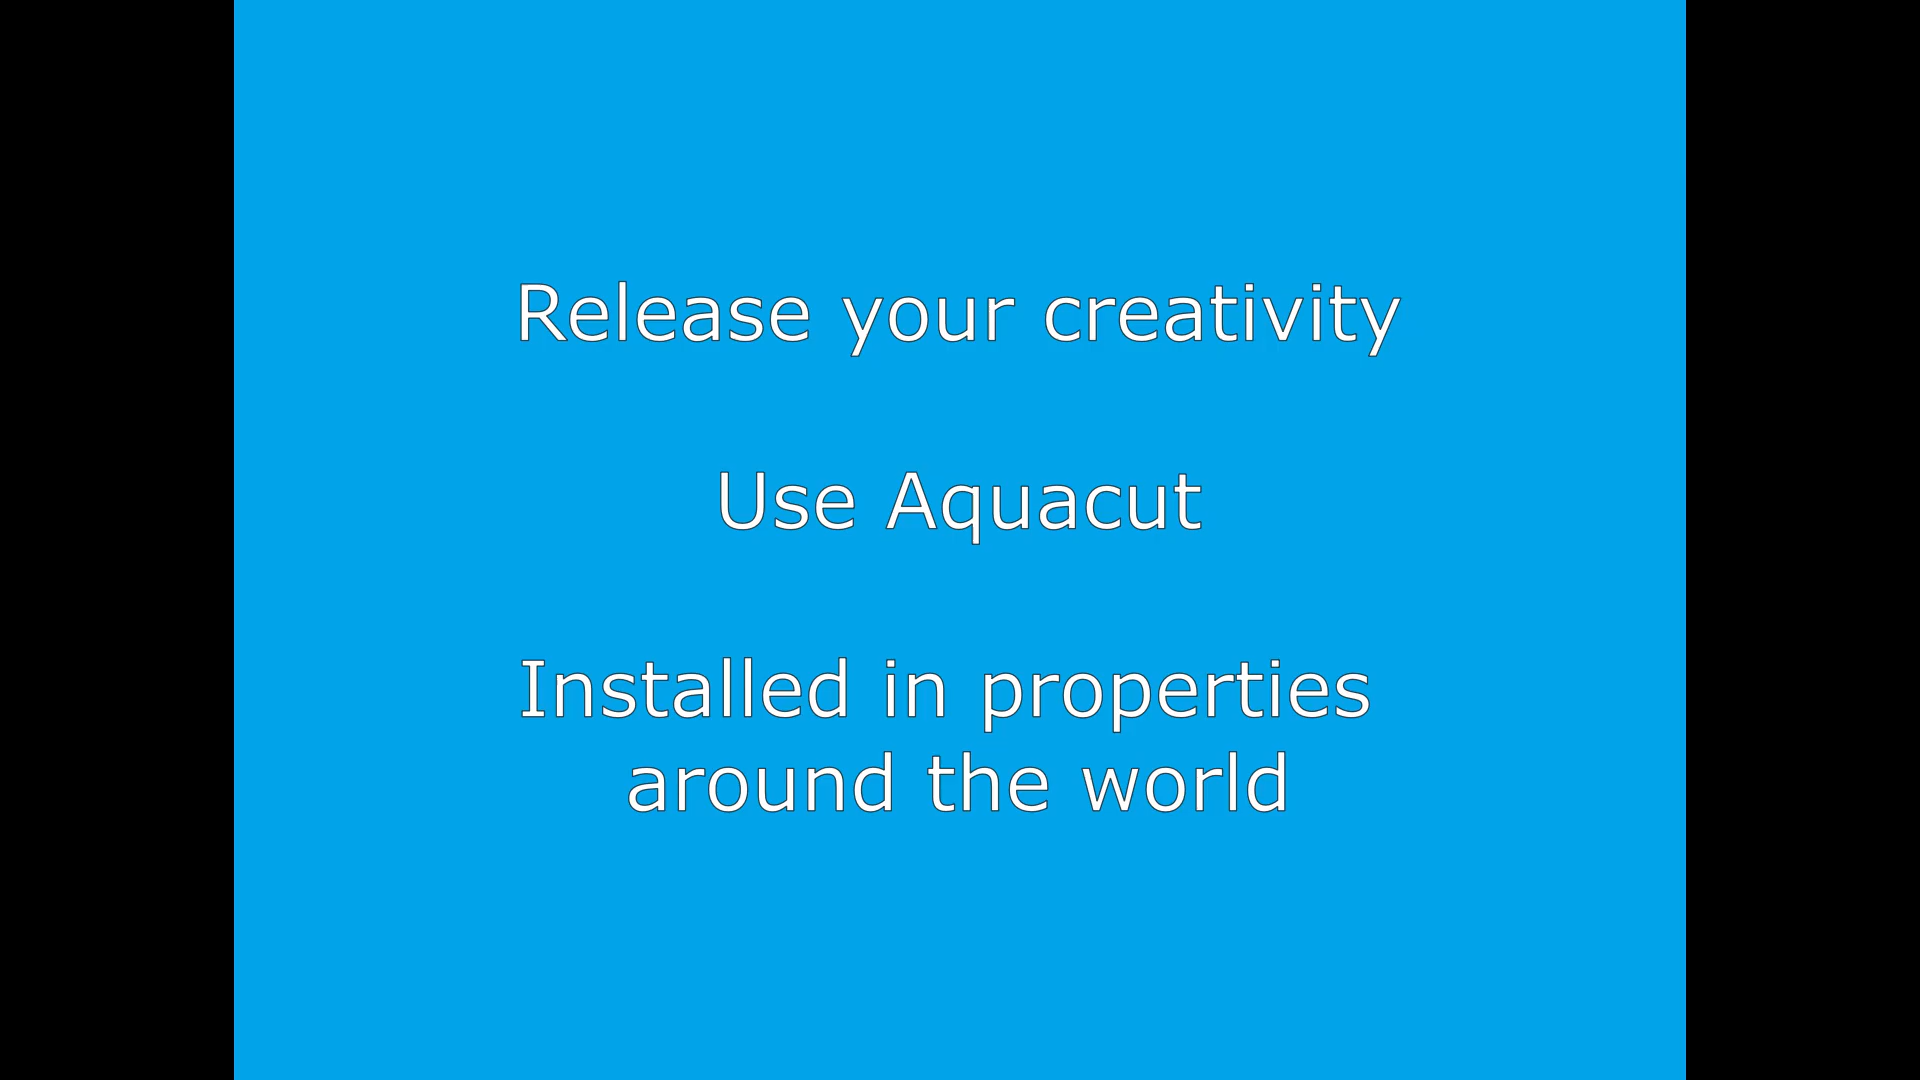 Release your creativity
Use Aquacut
Installed in properties
around the world